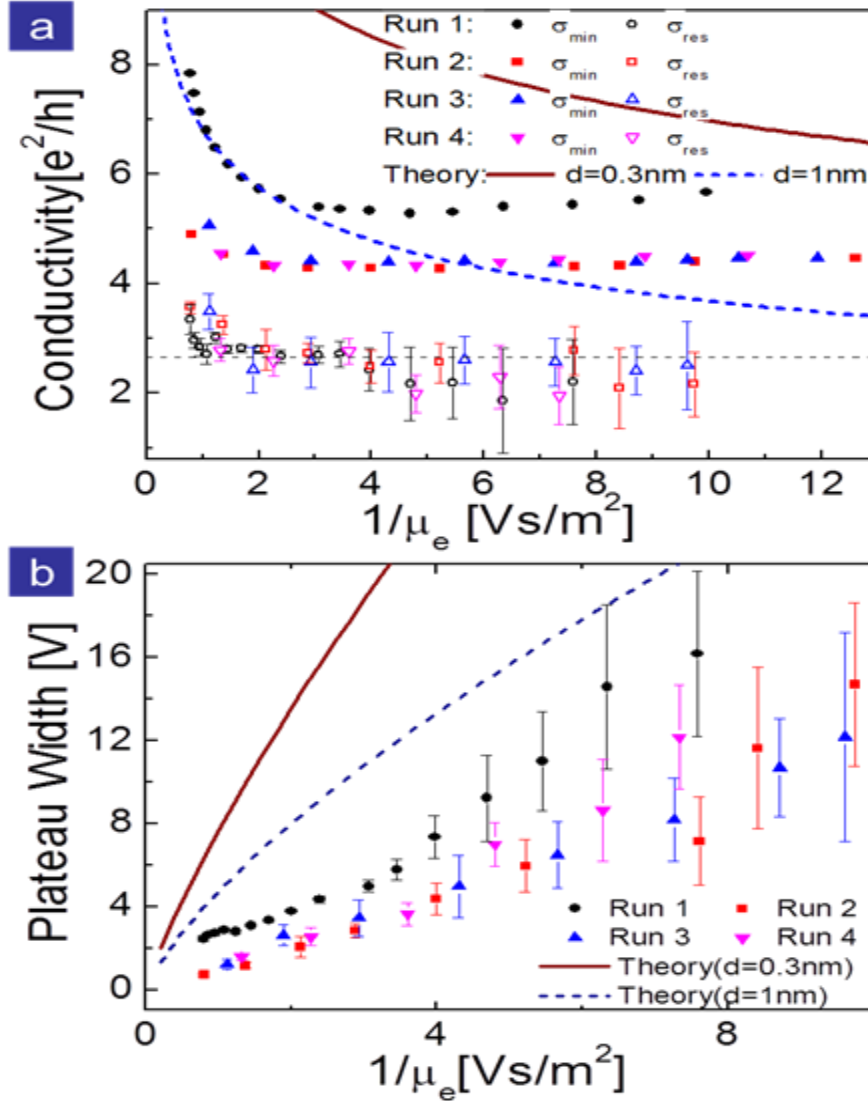 a
Run 1: σmin σres
Run 2: σmin σres
Run 3: σmin σres
Run 4: σmin σres
Theory: d=0.3nm d=1nm
Conductivity[e²/h]
8
6
4
2
0 2 4 6 8 10 12
1/μe [Vs/m²]
b
Plateau Width [V]
20
16
12
8
4
0
Run 1 Run 2
Run 3 Run 4
Theory(d=0.3nm)
Theory(d=1nm)
0 4 8
1/μe [Vs/m²]